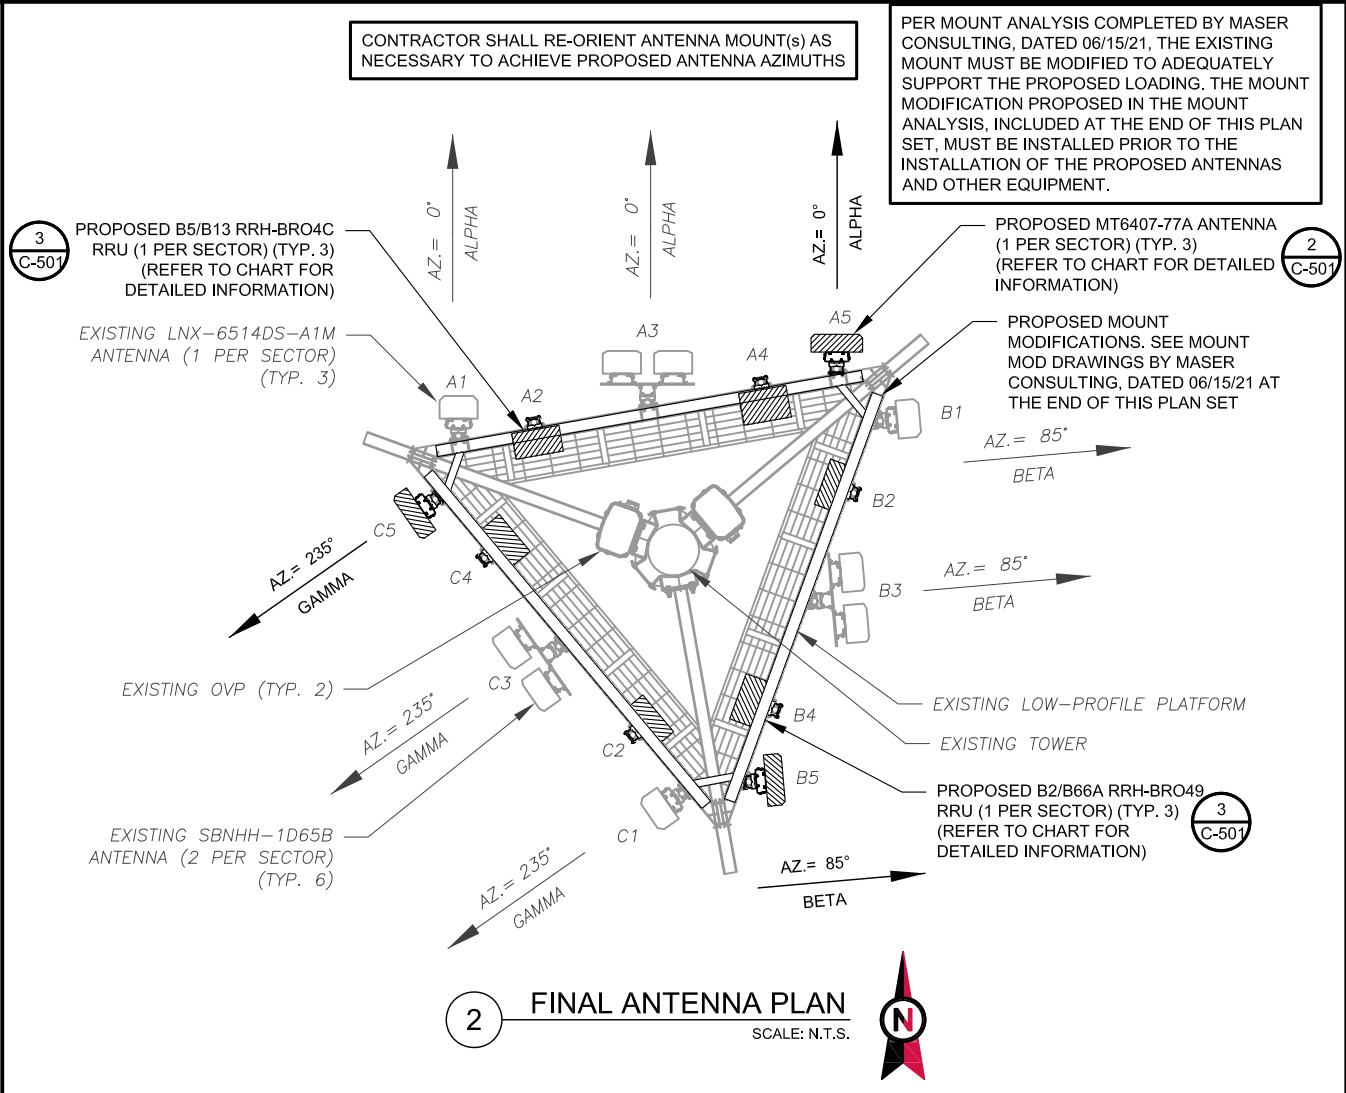 CONTRACTOR SHALL RE-ORIENT ANTENNA MOUNT(s) AS
NECESSARY TO ACHIEVE PROPOSED ANTENNA AZIMUTHS
PER MOUNT ANALYSIS COMPLETED BY MASER
CONSULTING, DATED 06/15/21, THE EXISTING
MOUNT MUST BE MODIFIED TO ADEQUATELY
SUPPORT THE PROPOSED LOADING. THE MOUNT
MODIFICATION PROPOSED IN THE MOUNT
ANALYSIS, INCLUDED AT THE END OF THIS PLAN
SET, MUST BE INSTALLED PRIOR TO THE
INSTALLATION OF THE PROPOSED ANTENNAS
AND OTHER EQUIPMENT.
AZ.= 0°
ALPHA
AZ.= 0°
ALPHA
AZ.= 0°
ALPHA
3
C-501
PROPOSED B5/B13 RRH-BRO4C
RRU (1 PER SECTOR) (TYP. 3)
(REFER TO CHART FOR
DETAILED INFORMATION)
PROPOSED MT6407-77A ANTENNA
(1 PER SECTOR) (TYP. 3)
(REFER TO CHART FOR DETAILED
INFORMATION)
2
C-501
EXISTING LNX-6514DS-A1M
ANTENNA (1 PER SECTOR)
(TYP. 3)
PROPOSED MOUNT
MODIFICATIONS. SEE MOUNT
MOD DRAWINGS BY MASER
CONSULTING, DATED 06/15/21 AT
THE END OF THIS PLAN SET
A1
A2
A3
A4
A5
B1
AZ.= 85°
BETA
B2
B3
AZ.= 85°
BETA
B4
B5
C5
AZ.= 235°
GAMMA
C4
C3
AZ.= 235°
GAMMA
C2
C1
AZ.= 235°
GAMMA
EXISTING OVP (TYP. 2)
EXISTING SBNHH-1D65B
ANTENNA (2 PER SECTOR)
(TYP. 6)
EXISTING LOW-PROFILE PLATFORM
EXISTING TOWER
PROPOSED B2/B66A RRH-BRO49
RRU (1 PER SECTOR) (TYP. 3)
(REFER TO CHART FOR
DETAILED INFORMATION)
3
C-501
AZ.= 85°
BETA
2
FINAL ANTENNA PLAN
SCALE: N.T.S.
N